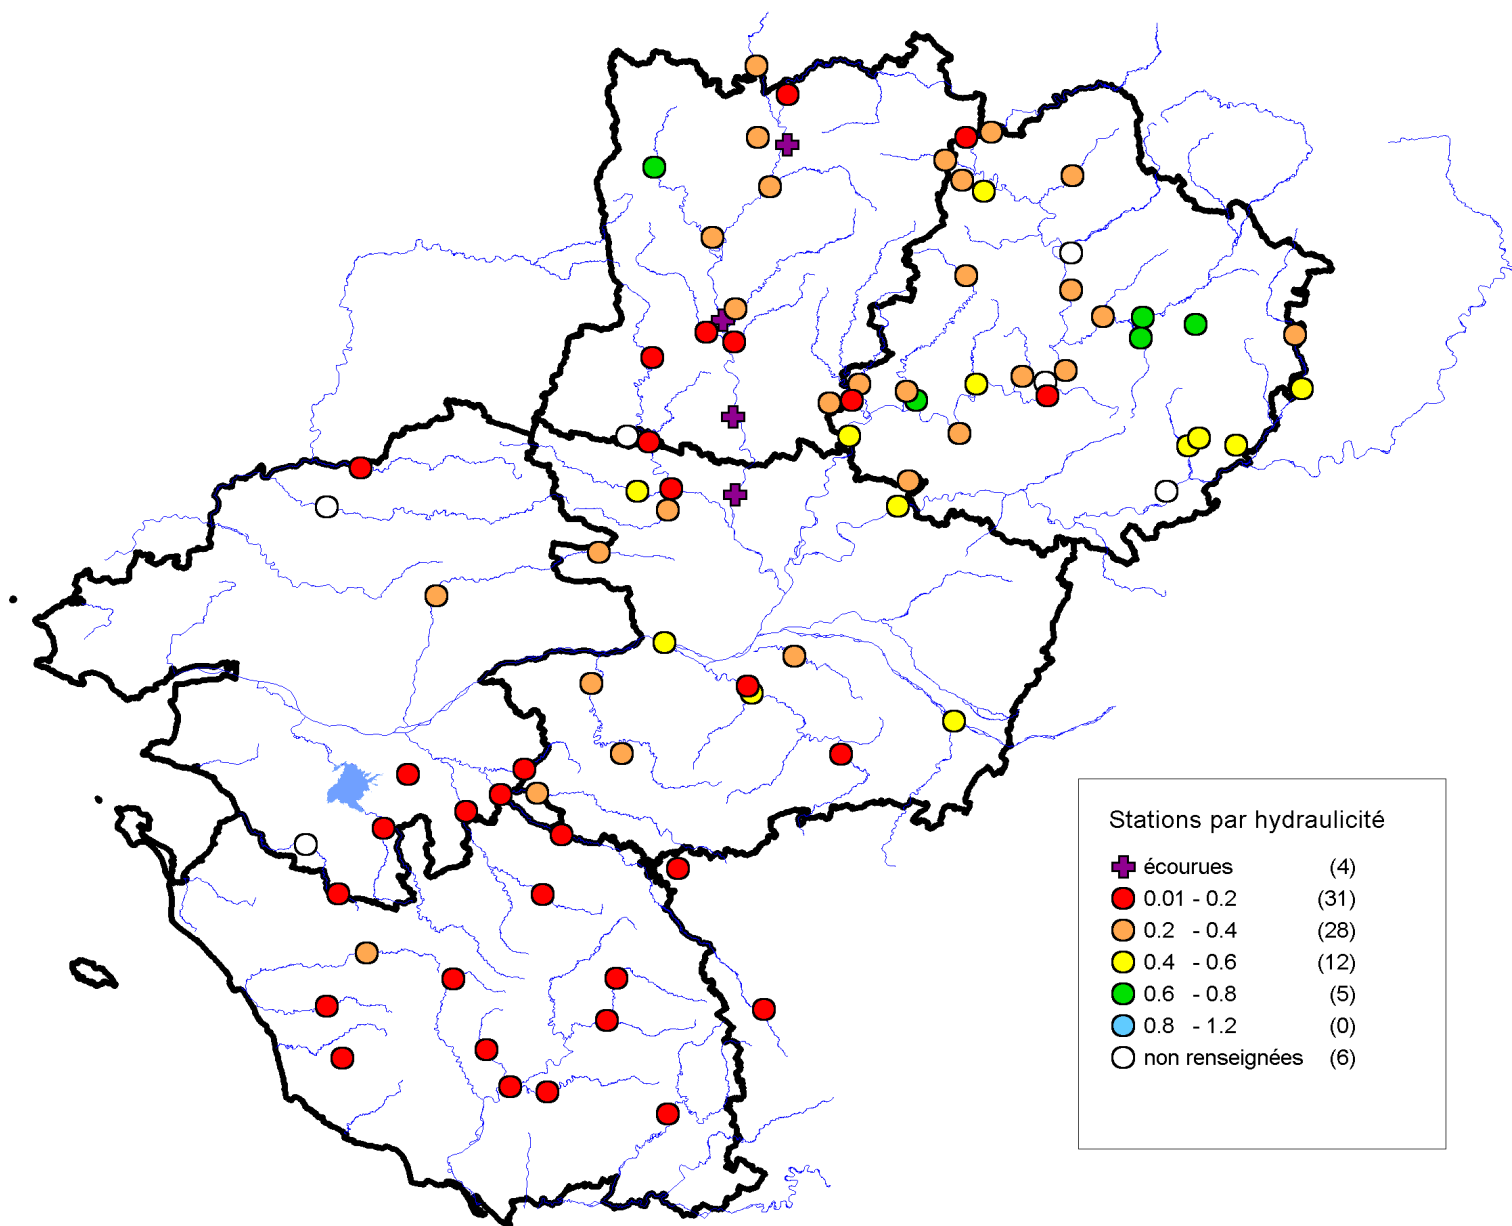 Stations par hydraulicité
écourues (4)
0.01 - 0.2 (31)
0.2 - 0.4 (28)
0.4 - 0.6 (12)
0.6 - 0.8 (5)
0.8 - 1.2 (0)
non renseignées (6)